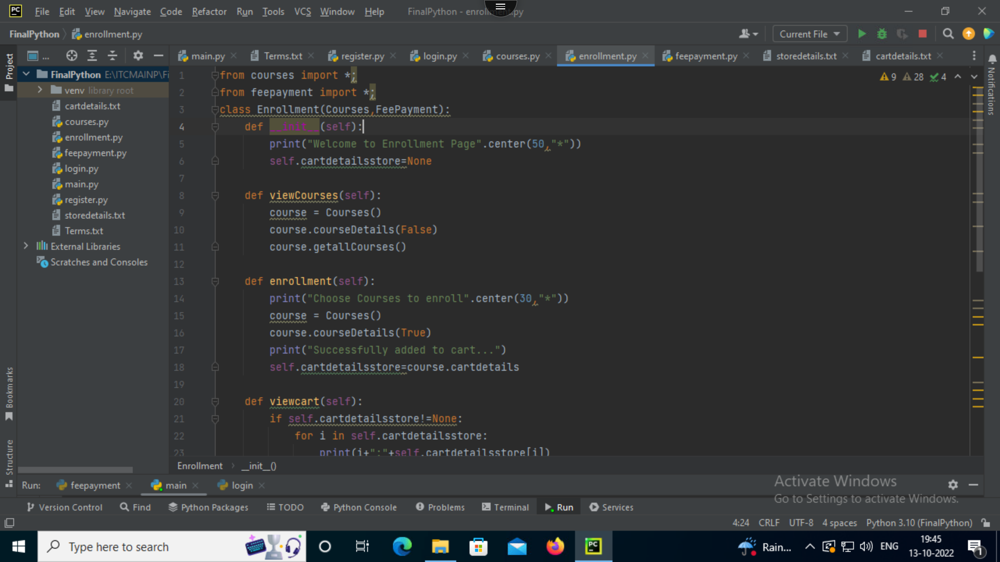 PC File Edit View Navigate Code Refactor Run Tools VCS Window Help FinalPython - enrollment.py
FinalPython enrollment.py Current File
... main.py Terms.txt register.py login.py courses.py enrollment.py feepayment.py storedetails.txt cartdetails.txt
Project
FinalPython E:\ITCMAINP\Fi
venv library root
cartdetails.txt
courses.py
enrollment.py
feepayment.py
login.py
main.py
register.py
storedetails.txt
Terms.txt
External Libraries
Scratches and Consoles
Bookmarks
Structure
1 from courses import *;
2 from feepayment import *;
3 class Enrollment(Courses,FeePayment):
4 def __init__(self):
5 print("Welcome to Enrollment Page".center(50,"*"))
6 self.cartdetailsstore=None
7
8 def viewCourses(self):
9 course = Courses()
10 course.courseDetails(False)
11 course.getallCourses()
12
13 def enrollment(self):
14 print("Choose Courses to enroll".center(30,"*"))
15 course = Courses()
16 course.courseDetails(True)
17 print("Successfully added to cart...")
18 self.cartdetailsstore=course.cartdetails
19
20 def viewcart(self):
21 if self.cartdetailsstore!=None:
22 for i in self.cartdetailsstore:
23 print(i+":"+self.cartdetailsstore[i])
9 28 4
Notifications
Enrollment __init__()
Run: feepayment main login
Activate Windows
Go to Settings to activate Windows.
Version Control Find Python Packages TODO Python Console Problems Terminal Run Services
4:24 CRLF UTF-8 4 spaces Python 3.10 (FinalPython)
Type here to search PC Rain... ENG 19:45
13-10-2022
1